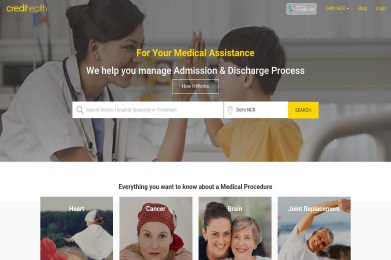 credihealth
Delhi NCR Blog Login
For Your Medical Assistance
We help you manage Admission & Discharge Process
How It Works
Search Doctor, Hospital, Speciality or Treatment
Delhi NCR
SEARCH
Everything you want to know about a Medical Procedure
Heart Cancer Brain Joint Replacement